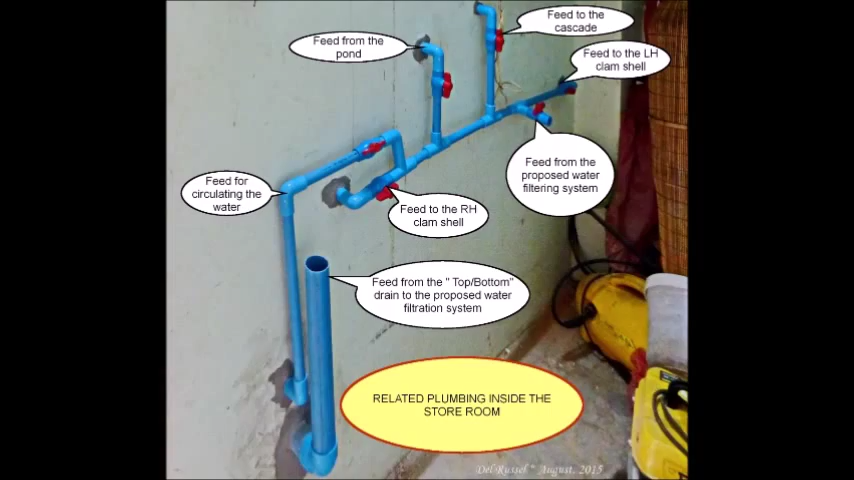 Feed to the
cascade
Feed from the
pond
Feed to the LH
clam shell
Feed from the
proposed water
filtering system
Feed for
circulating the
water
Feed to the RH
clam shell
Feed from the " Top/Bottom"
drain to the proposed water
filtration system
RELATED PLUMBING INSIDE THE
STORE ROOM
Del Russel * August, 2015